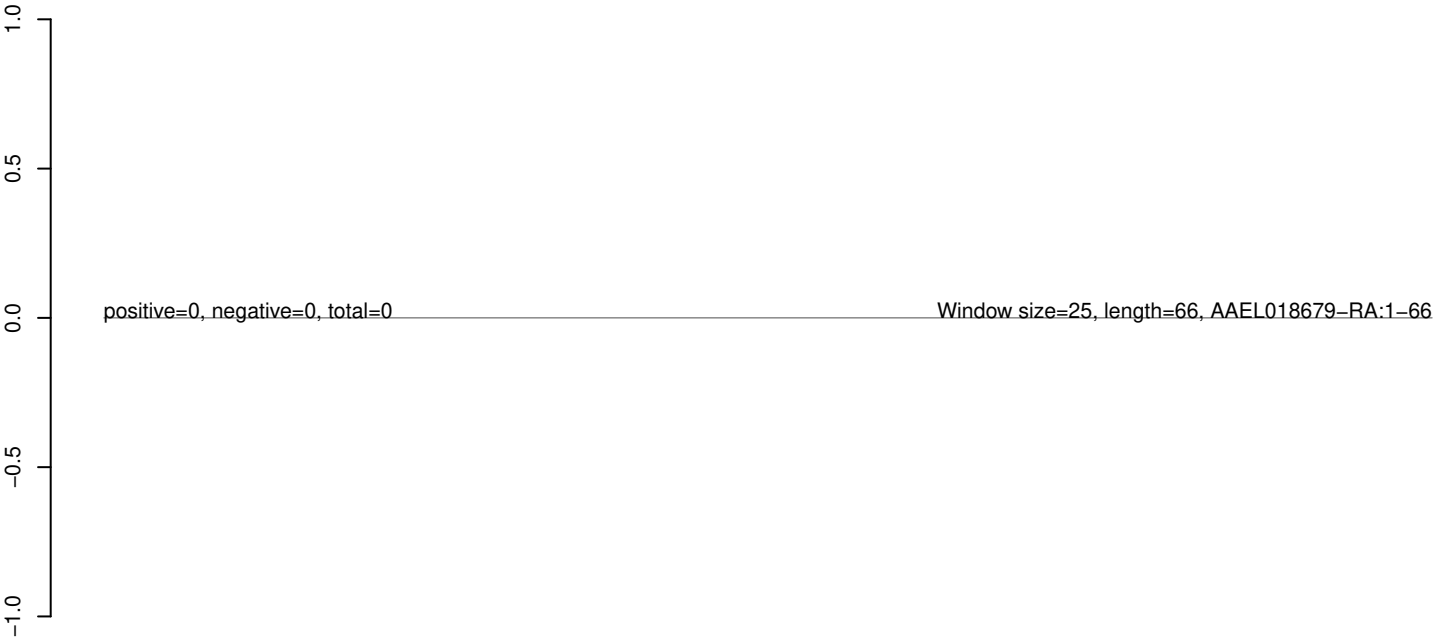 1.0
0.5
positive=0, negative=0, total=0
Window size=25, length=66, AAEL018679−RA:1−66
0.0
−0.5
−1.0